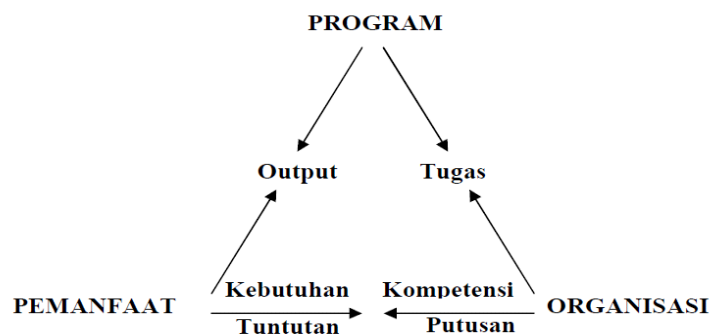 PROGRAM
Output Tugas
Kebutuhan Kompetensi
PEMANFAAT ORGANISASI
Tuntutan Putusan